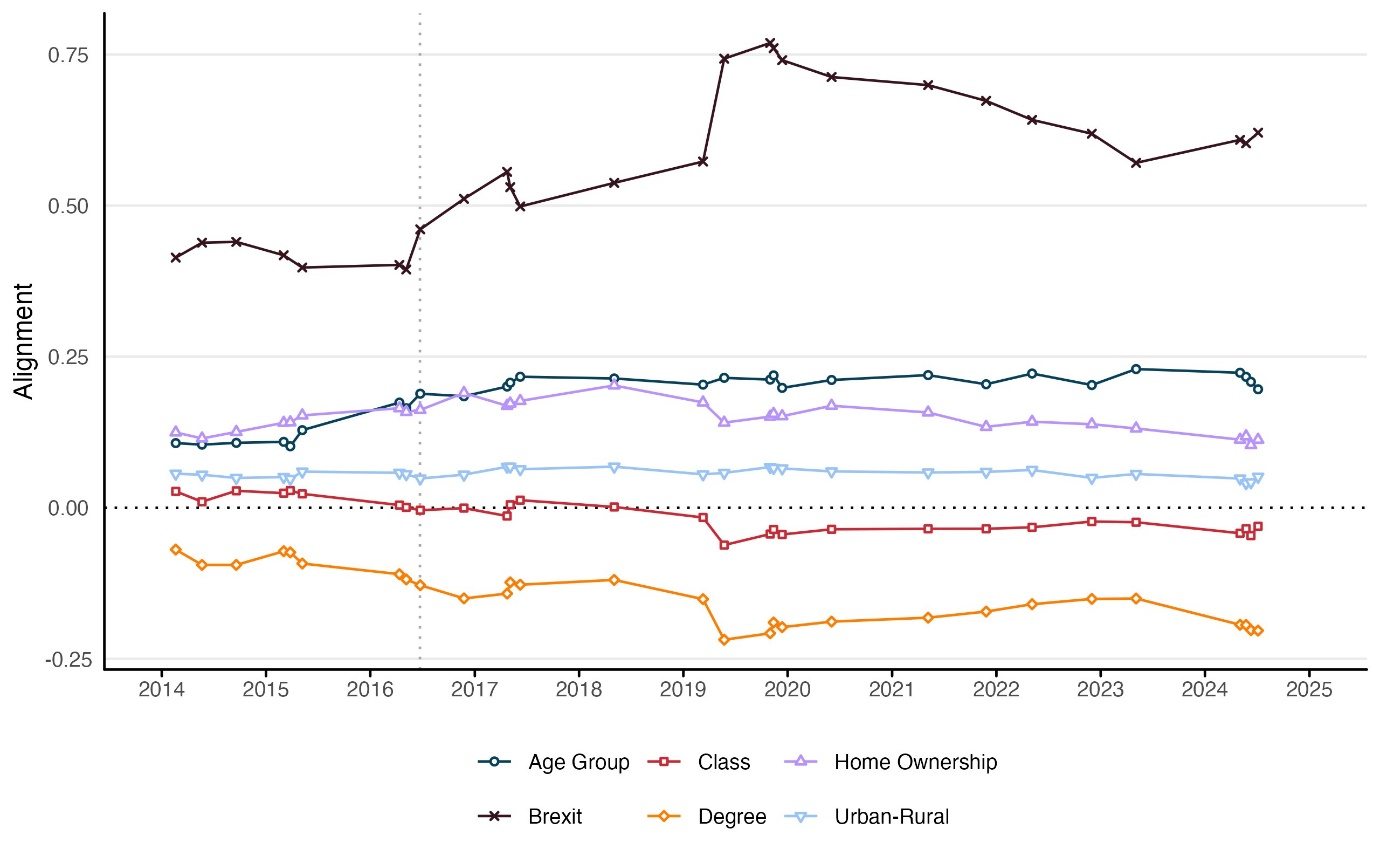 Alignment
0.75
0.50
0.25
0.00
-0.25
2014 2015 2016 2017 2018 2019 2020 2021 2022 2023 2024 2025
Age Group Class Home Ownership
Brexit Degree Urban-Rural